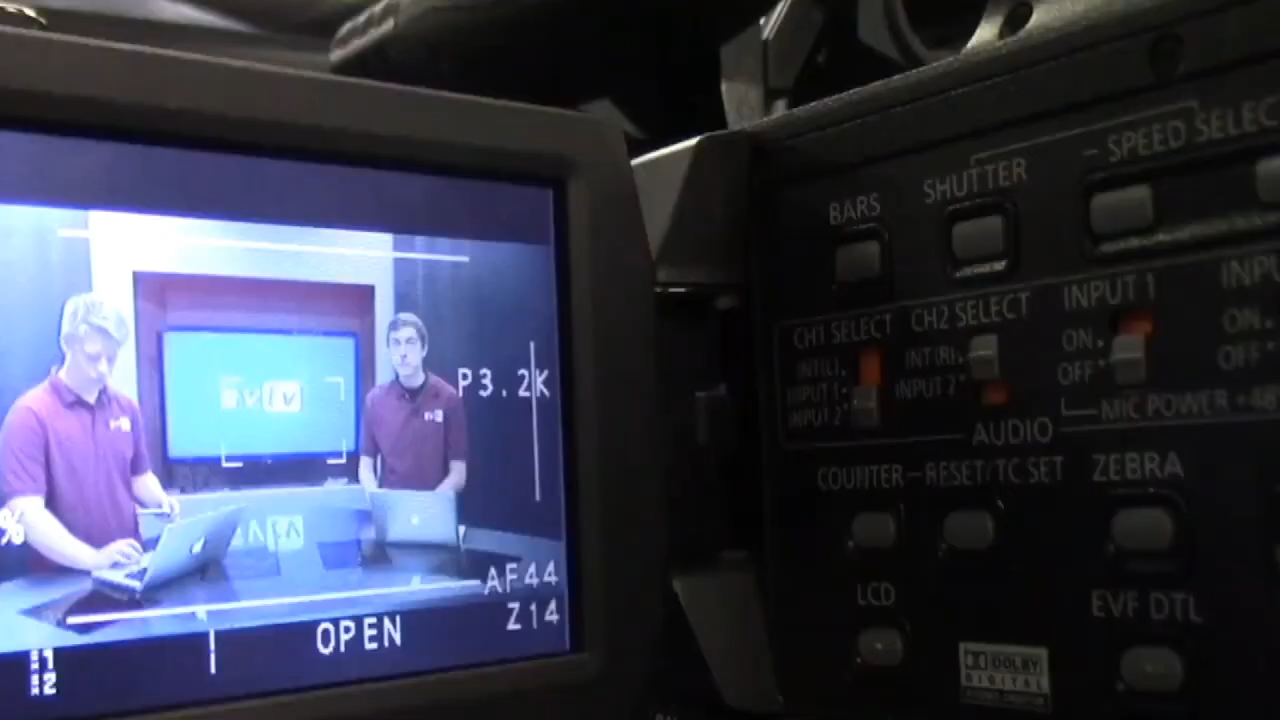 P3.2K
%
AF44
Z14
OPEN
1
2
BARS
SHUTTER
SPEED SELEC
CH1 SELECT
INT(L)
INPUT 1
INPUT 2
CH2 SELECT
INT(R)
INPUT 2
INPUT 1
ON
OFF
INPU
ON
OFF
MIC POWER +48
AUDIO
COUNTER
RESET/TC SET
ZEBRA
LCD
EVF DTL
DOLBY
DIGITAL